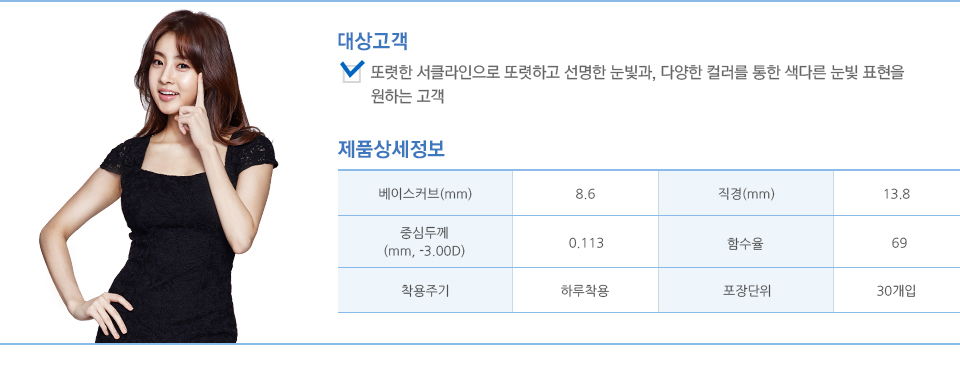 대상고객
또렷한 서클라인으로 또렷하고 선명한 눈빛과, 다양한 컬러를 통한 색다른 눈빛 표현을
원하는 고객
제품상세정보
베이스커브(mm) 8.6 직경(mm) 13.8
중심두께
(mm, -3.00D) 0.113 함수율 69
착용주기 하루착용 포장단위 30개입